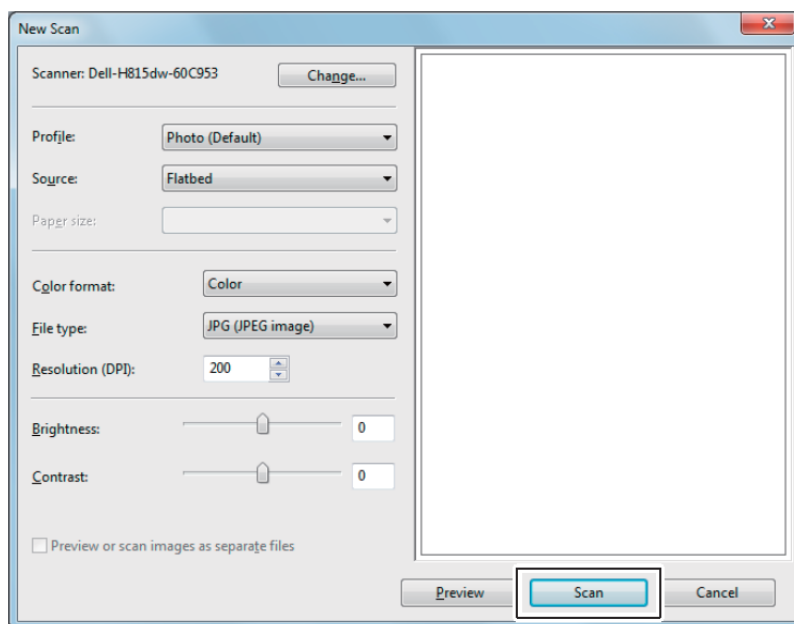 New Scan
Scanner: Dell-H815dw-60C953 Change...
Profile: Photo (Default)
Source: Flatbed
Paper size:
Color format: Color
File type: JPG (JPEG image)
Resolution (DPI): 200
Brightness: 0
Contrast: 0
Preview or scan images as separate files
Preview Scan Cancel